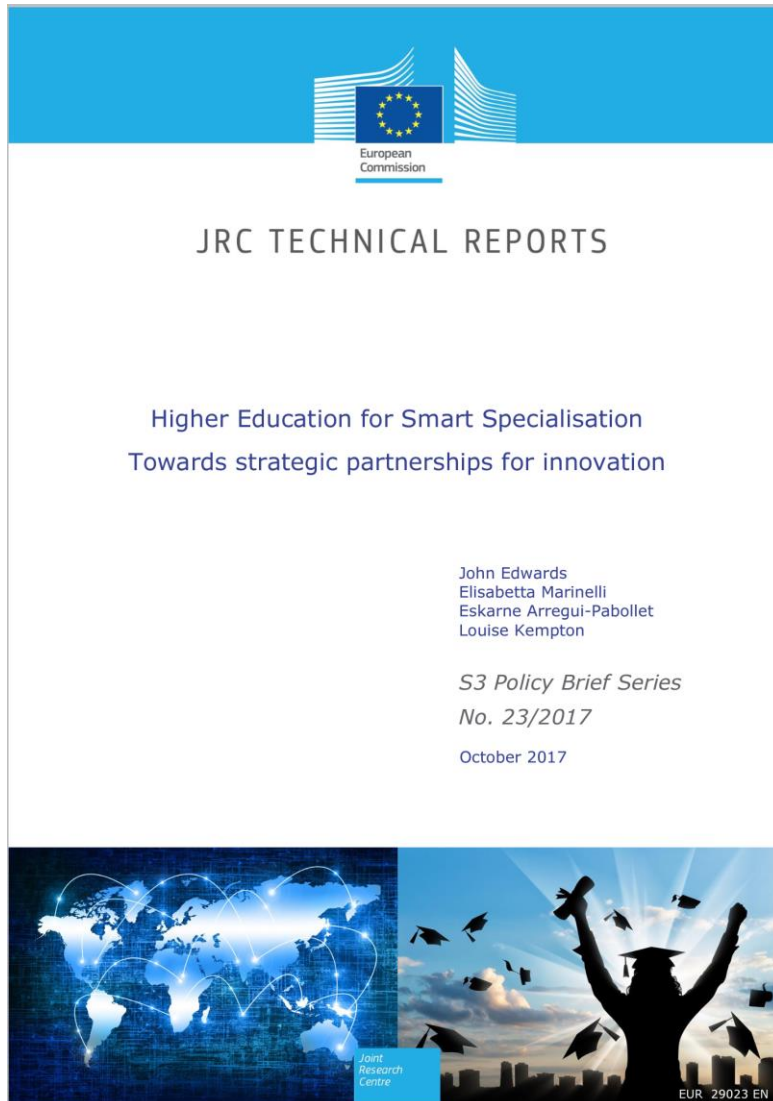 European
Commission
JRC TECHNICAL REPORTS
Higher Education for Smart Specialisation
Towards strategic partnerships for innovation
John Edwards
Elisabetta Marinelli
Eskarne Arregui-Pabollet
Louise Kempton
S3 Policy Brief Series
No. 23/2017
October 2017
Joint
Research
Centre
EUR 29023 EN